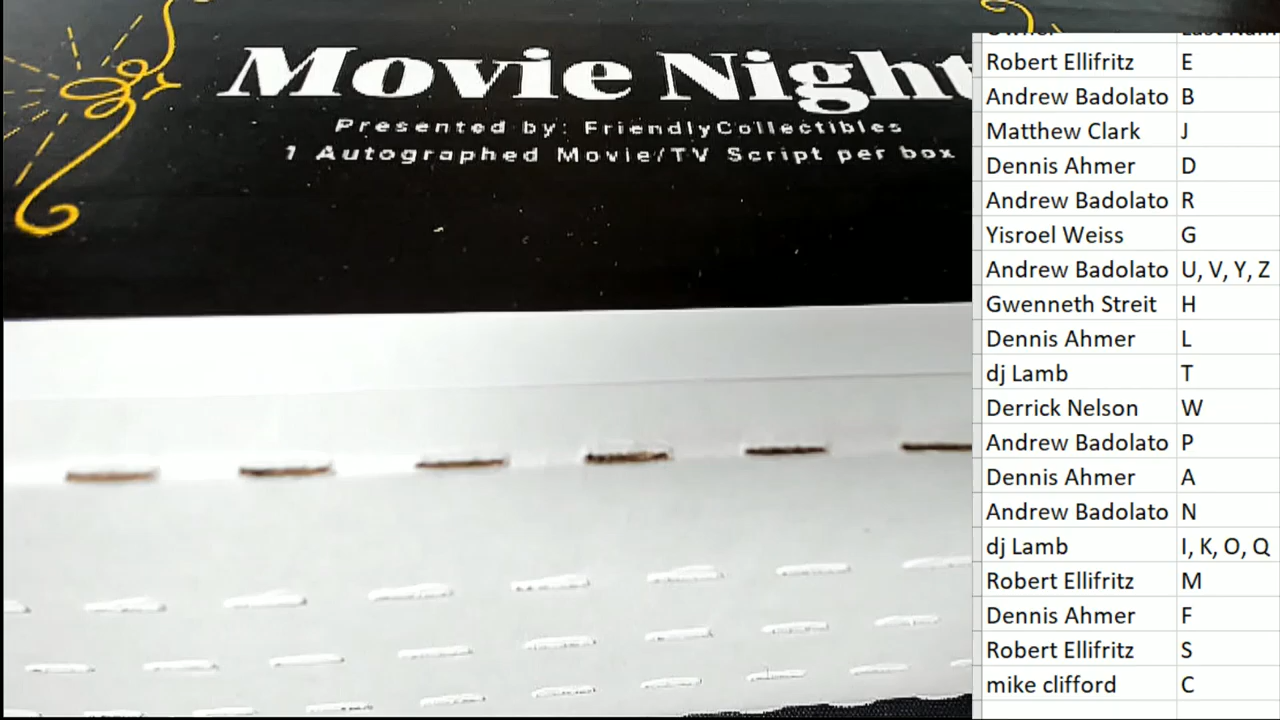 Movie Night
Presented by: FriendlyCollectibles
1 Autographed Movie/TV Script per box
Robert Ellifritz E
Andrew Badolato B
Matthew Clark J
Dennis Ahmer D
Andrew Badolato R
Yisroel Weiss G
Andrew Badolato U, V, Y, Z
Gwenneth Streit H
Dennis Ahmer L
dj Lamb T
Derrick Nelson W
Andrew Badolato P
Dennis Ahmer A
Andrew Badolato N
dj Lamb I, K, O, Q
Robert Ellifritz M
Dennis Ahmer F
Robert Ellifritz S
mike clifford C